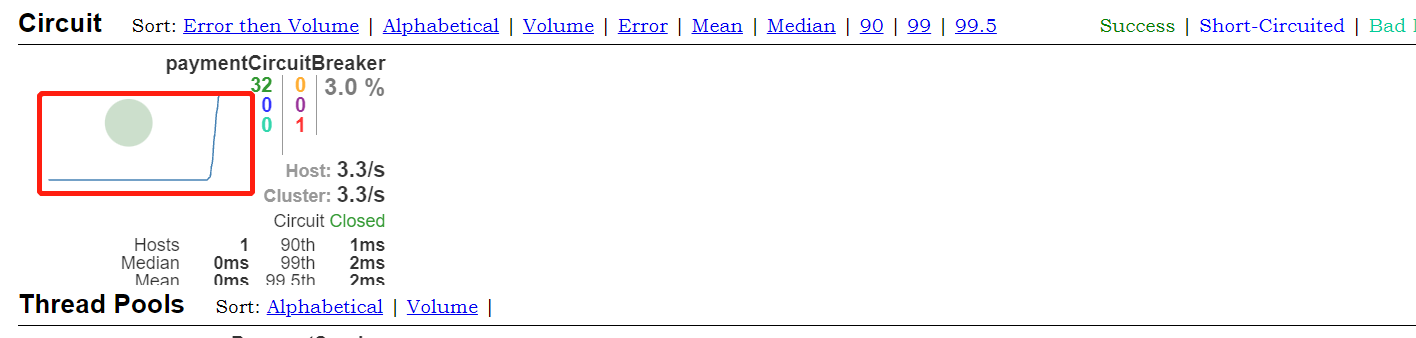 Circuit Sort: Error then Volume | Alphabetical | Volume | Error | Mean | Median | 90 | 99 | 99.5 Success | Short-Circuited | Bad
paymentCircuitBreaker
32 0 3.0 %
0 0
0 1
Host: 3.3/s
Cluster: 3.3/s
Circuit Closed
Hosts 1 90th 1ms
Median 0ms 99th 2ms
Mean 0ms 99.5th 2ms
Thread Pools Sort: Alphabetical | Volume |